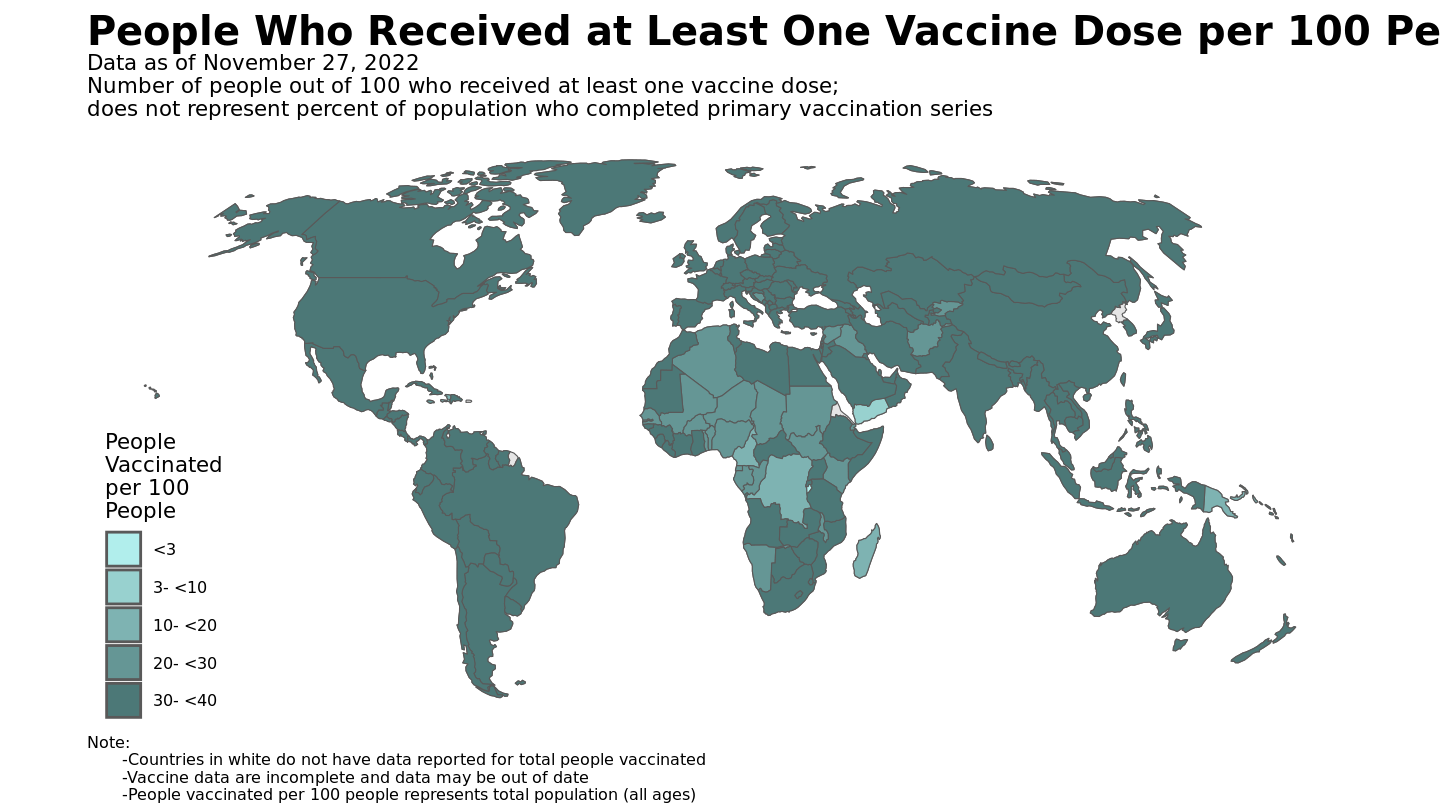 People Who Received at Least One Vaccine Dose per 100 Pe
Data as of November 27, 2022
Number of people out of 100 who received at least one vaccine dose;
does not represent percent of population who completed primary vaccination series
People
Vaccinated
per 100
People
<3
3- <10
10- <20
20- <30
30- <40
Note:
-Countries in white do not have data reported for total people vaccinated
-Vaccine data are incomplete and data may be out of date
-People vaccinated per 100 people represents total population (all ages)